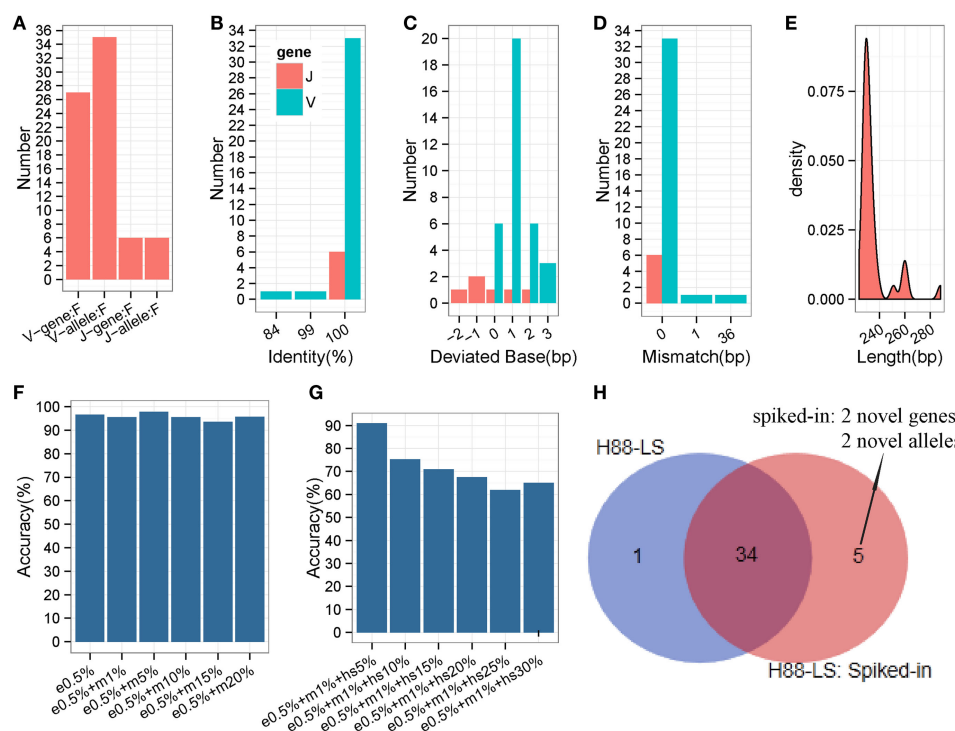 A
Number
36
34
32
30
28
26
24
22
20
18
16
14
12
10
8
6
4
2
0
V-gene:F
V-allele:F
J-gene:F
J-allele:F
B
Number
34
32
30
28
26
24
22
20
18
16
14
12
10
8
6
4
2
0
gene
J
V
84
99
100
Identity(%)
C
Number
20
18
16
14
12
10
8
6
4
2
0
-2
-1
0
1
2
3
Deviated Base(bp)
D
Number
34
32
30
28
26
24
22
20
18
16
14
12
10
8
6
4
2
0
0
1
36
Mismatch(bp)
E
density
0.075
0.050
0.025
0.000
240
260
280
Length(bp)
F
Accuracy(%)
100
90
80
70
60
50
40
30
20
10
0
e0.5%
e0.5%+m1%
e0.5%+m5%
e0.5%+m10%
e0.5%+m15%
e0.5%+m20%
G
Accuracy(%)
90
80
70
60
50
40
30
20
10
0
e0.5%+m1%+hs5%
e0.5%+m1%+hs10%
e0.5%+m1%+hs15%
e0.5%+m1%+hs20%
e0.5%+m1%+hs25%
e0.5%+m1%+hs30%
H
spiked-in: 2 novel genes
2 novel alleles
H88-LS
1
34
5
H88-LS: Spiked-in